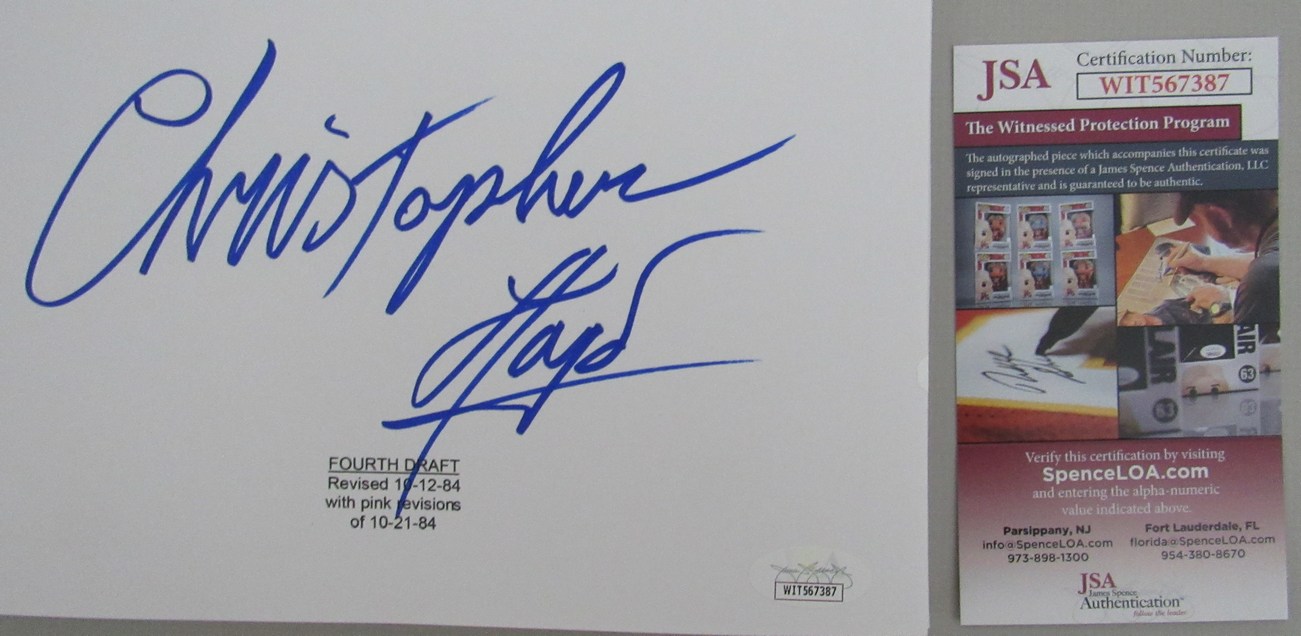 Christopher
Lloyd
FOURTH DRAFT
Revised 10-12-84
with pink revisions
of 10-21-84
WIT567387
JSA
Certification Number:
WIT567387
The Witnessed Protection Program
The autographed piece which accompanies this certificate was
signed in the presence of a James Spence Authentication, LLC
representative and is guaranteed to be authentic.
LAIR
63
AIR
63
Verify this certification by visiting
SpenceLOA.com
and entering the alpha-numeric
value indicated above.
Parsippany, NJ
info@SpenceLOA.com
973-898-1300
Fort Lauderdale, FL
florida@SpenceLOA.com
954-380-8670
JSA
James Spence
Authentication